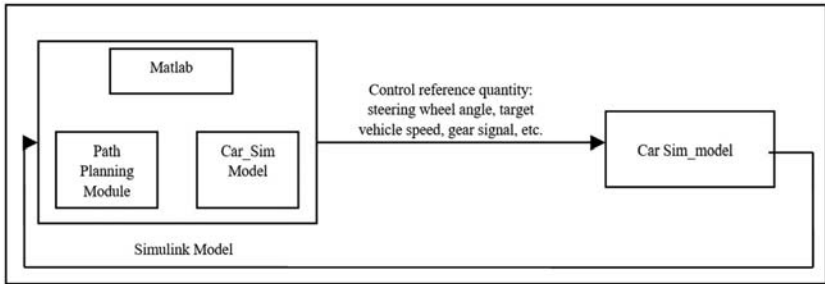 Matlab
Path
Planning
Module
Car_Sim
Model
Simulink Model
Control reference quantity:
steering wheel angle, target
vehicle speed, gear signal, etc.
Car Sim_model